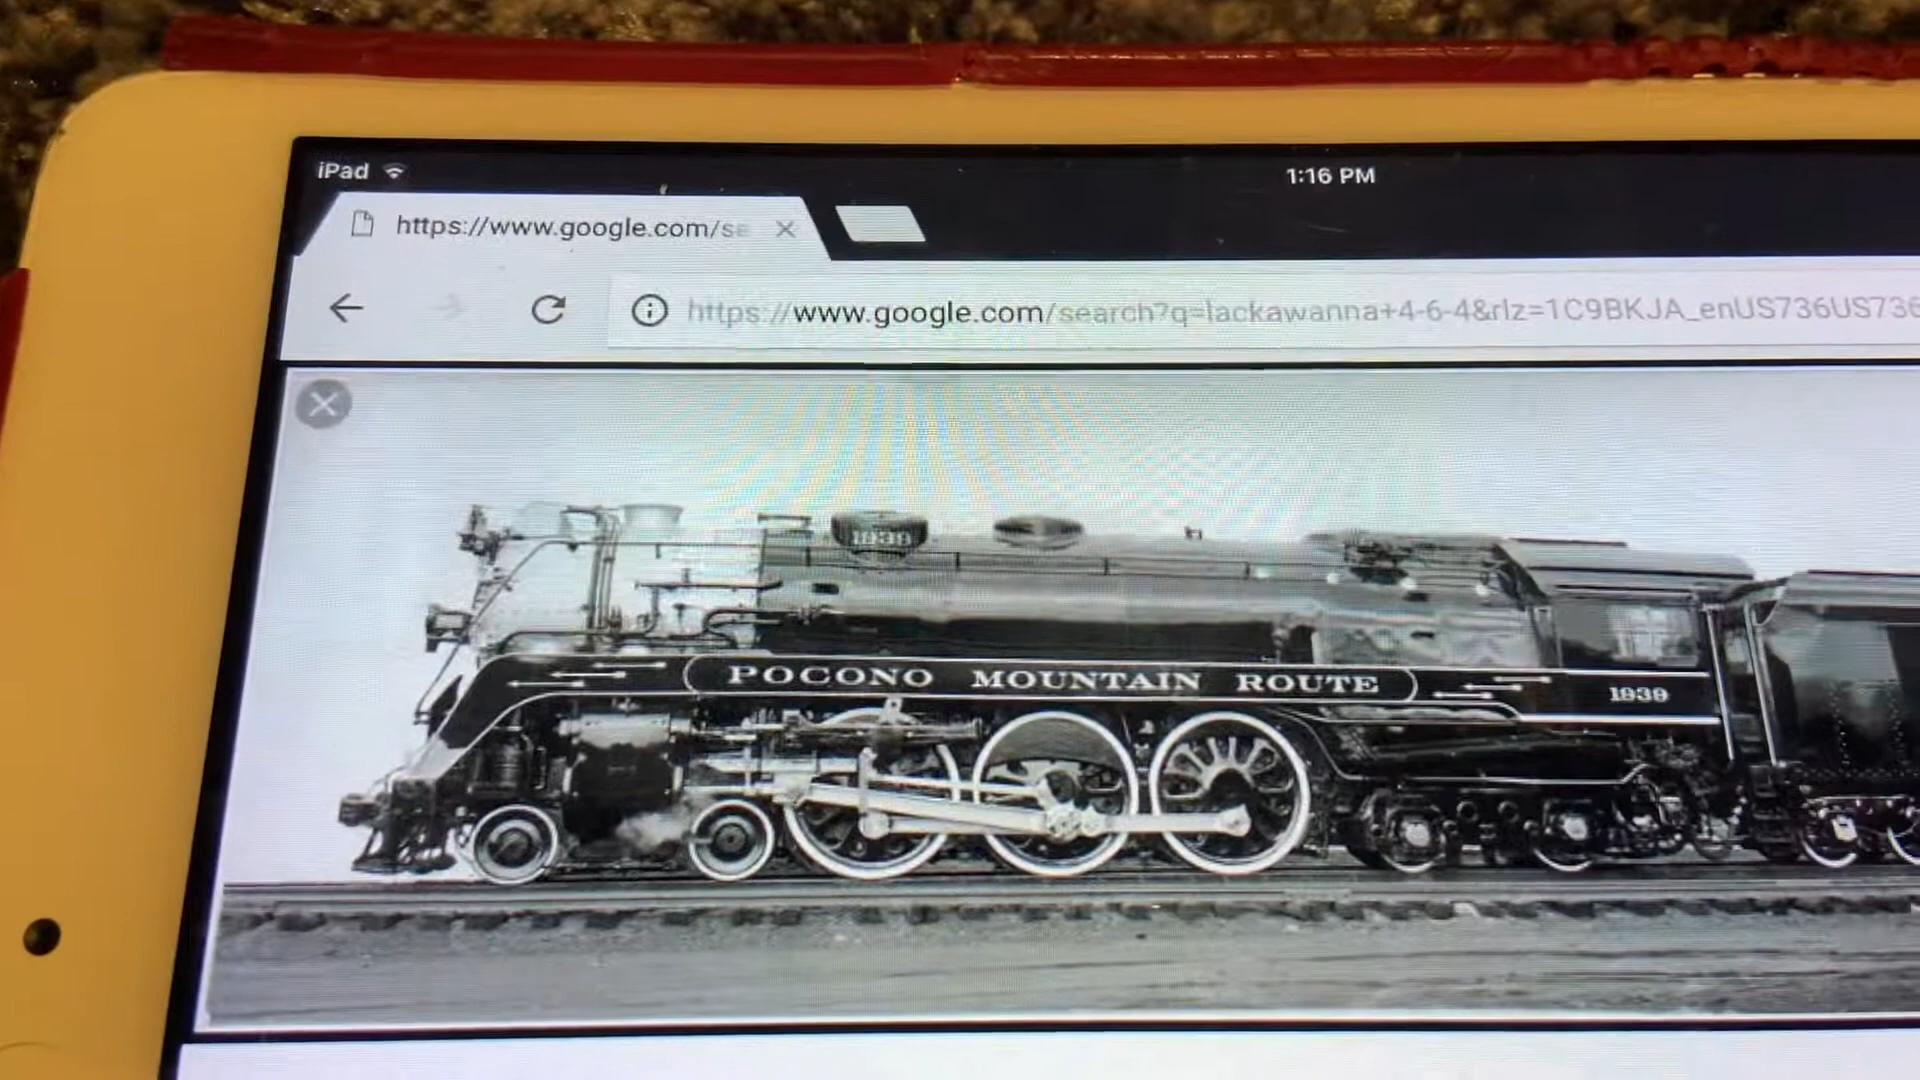 iPad
1:16 PM
https://www.google.com/se
https://www.google.com/search?q=lackawanna+4-6-4&rlz=1C9BKJA_enUS736US736
POCONO MOUNTAIN ROUTE
1939